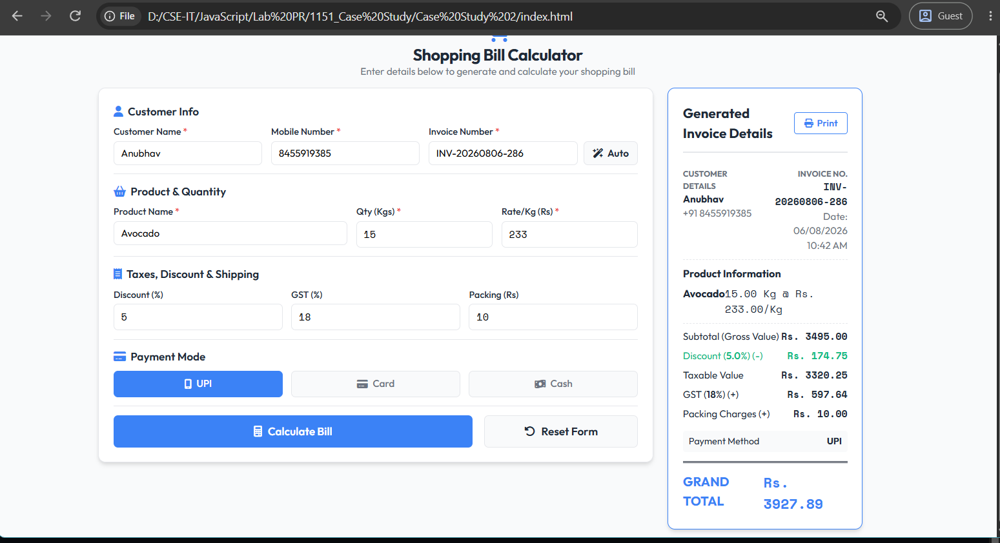 File D:/CSE-IT/JavaScript/Lab%20PR/1151_Case%20Study/Case%20Study%202/index.html Guest
Shopping Bill Calculator
Enter details below to generate and calculate your shopping bill
Customer Info
Customer Name * Mobile Number * Invoice Number *
Anubhav 8455919385 INV-20260806-286 Auto
Product & Quantity
Product Name * Qty (Kgs) * Rate/Kg (Rs) *
Avocado 15 233
Taxes, Discount & Shipping
Discount (%) GST (%) Packing (Rs)
5 18 10
Payment Mode
UPI Card Cash
Calculate Bill Reset Form
Generated
Invoice Details
Print
CUSTOMER
DETAILS
Anubhav
+91 8455919385
INVOICE NO.
INV-
20260806-286
Date:
06/08/2026
10:42 AM
Product Information
Avocado 15.00 Kg @ Rs.
233.00/Kg
Subtotal (Gross Value) Rs. 3495.00
Discount (5.0%) (-) Rs. 174.75
Taxable Value Rs. 3320.25
GST (18%) (+) Rs. 597.64
Packing Charges (+) Rs. 10.00
Payment Method UPI
GRAND
TOTAL
Rs.
3927.89